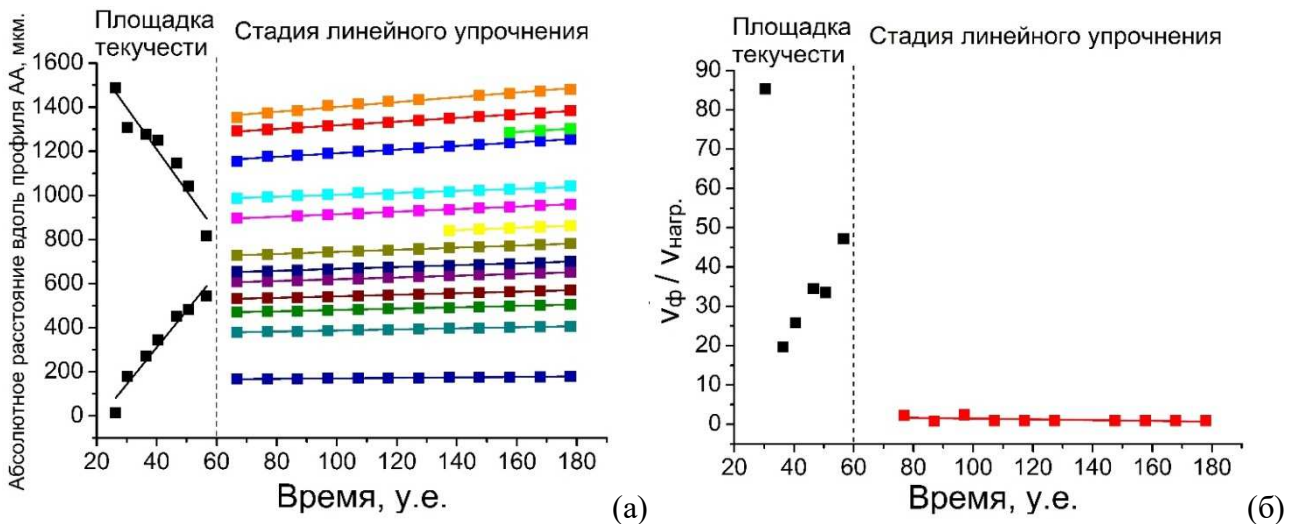 Площадка
текучести
Стадия линейного упрочнения
Абсолютное расстояние вдоль профиля АА, мкм.
1600
1400
1200
1000
800
600
400
200
0
20 40 60 80 100 120 140 160 180
Время, у.е.
(а)
Площадка
текучести
Стадия линейного упрочнения
Vф / Vнагр.
90
80
70
60
50
40
30
20
10
0
20 40 60 80 100 120 140 160 180
Время, у.е.
(б)